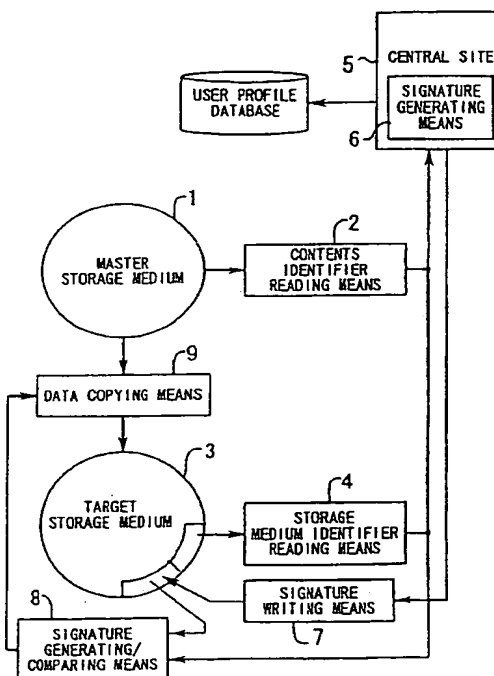 5
CENTRAL SITE
USER PROFILE
DATABASE
SIGNATURE
GENERATING
MEANS
6
1
MASTER
STORAGE MEDIUM
2
CONTENTS
IDENTIFIER
READING MEANS
9
DATA COPYING MEANS
3
TARGET
STORAGE MEDIUM
4
STORAGE
MEDIUM IDENTIFIER
READING MEANS
8
SIGNATURE
GENERATING/
COMPARING MEANS
SIGNATURE
WRITING MEANS
7